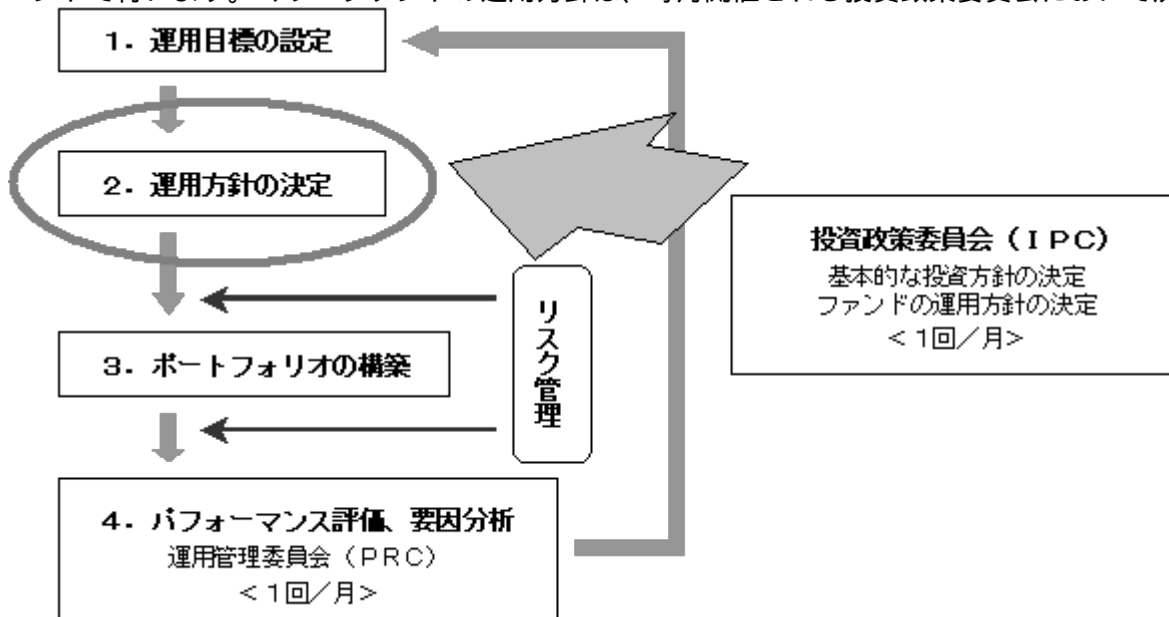 １．運用目標の設定
２．運用方針の決定
投資政策委員会（ＩＰＣ）
基本的な投資方針の決定
ファンドの運用方針の決定
＜１回／月＞
リスク管理
３．ポートフォリオの構築
４．パフォーマンス評価、要因分析
運用管理委員会（ＰＲＣ）
＜１回／月＞